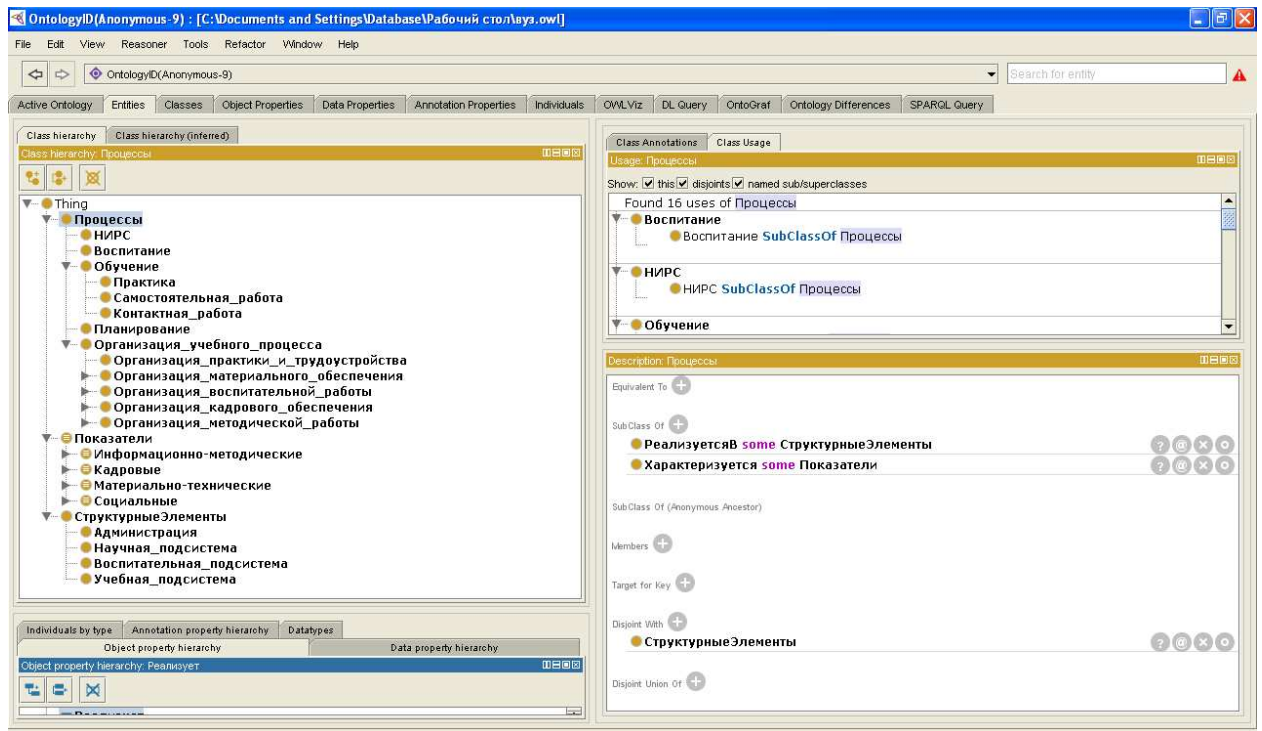 OntologyID(Anonymous-9) : [C:\Documents and Settings\Database\Рабочий стол\вуз.owl]
File Edit View Reasoner Tools Refactor Window Help
OntologyID(Anonymous-9)
Search for entity
Active Ontology Entities Classes Object Properties Data Properties Annotation Properties Individuals OWLViz DL Query OntoGraf Ontology Differences SPARQL Query
Class hierarchy Class hierarchy (inferred)
Class hierarchy: Процессы
Thing
Процессы
НИРС
Воспитание
Обучение
Практика
Самостоятельная_работа
Контактная_работа
Планирование
Организация_учебного_процесса
Организация_практики_и_трудоустройства
Организация_материального_обеспечения
Организация_воспитательной_работы
Организация_кадрового_обеспечения
Организация_методической_работы
Показатели
Информационно-методические
Кадровые
Материально-технические
Социальные
СтруктурныеЭлементы
Администрация
Научная_подсистема
Воспитательная_подсистема
Учебная_подсистема
Individuals by type Annotation property hierarchy Datatypes
Object property hierarchy Data property hierarchy
Object property hierarchy: Реализует
Class Annotations Class Usage
Usage: Процессы
Show: this disjoints named sub/superclasses
Found 16 uses of Процессы
Воспитание
Воспитание SubClassOf Процессы
НИРС
НИРС SubClassOf Процессы
Обучение
Description: Процессы
Equivalent To
SubClass Of
РеализуетсяВ some СтруктурныеЭлементы
Характеризуется some Показатели
SubClass Of (Anonymous Ancestor)
Members
Target for Key
Disjoint With
СтруктурныеЭлементы
Disjoint Union Of